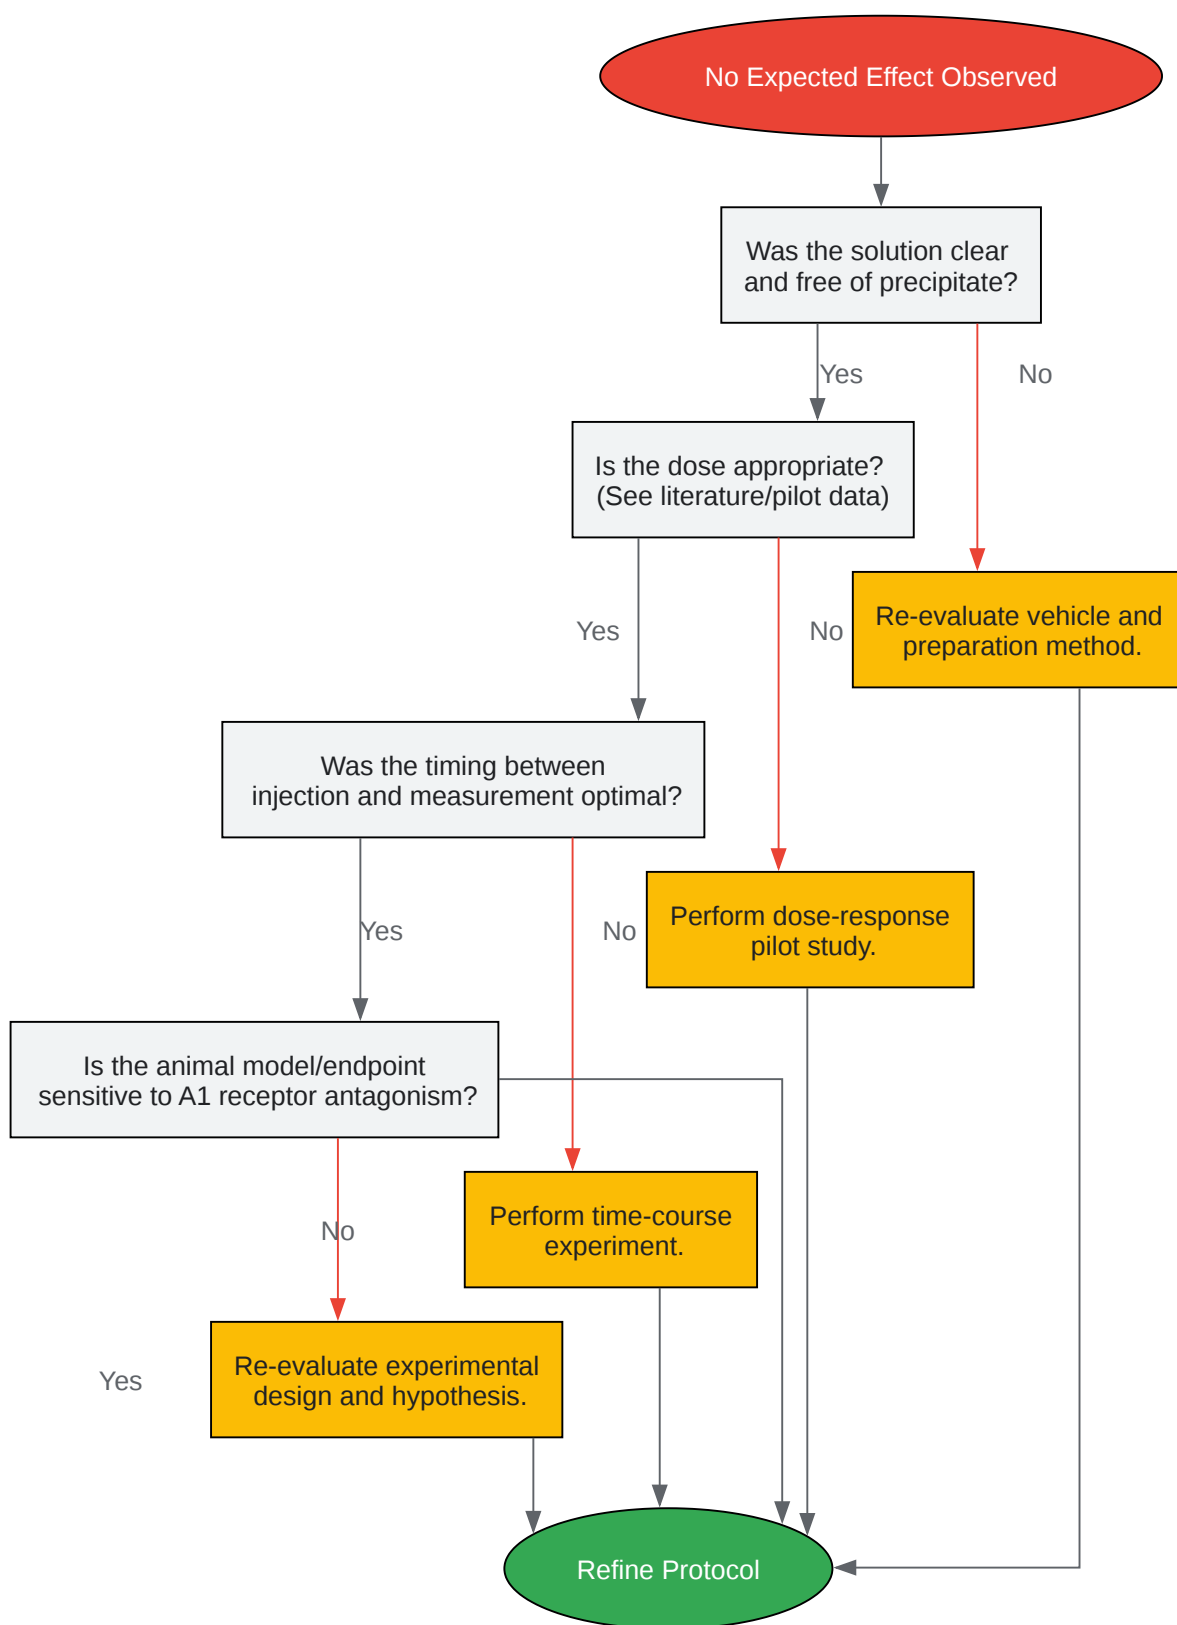 No Expected Effect Observed
Was the solution clear
and free of precipitate?
Yes
No
Is the dose appropriate?
(See literature/pilot data)
Yes
No
Re-evaluate vehicle and
preparation method.
Was the timing between
injection and measurement optimal?
Yes
No
Perform dose-response
pilot study.
Is the animal model/endpoint
sensitive to A1 receptor antagonism?
No
Perform time-course
experiment.
Yes
Re-evaluate experimental
design and hypothesis.
Refine Protocol